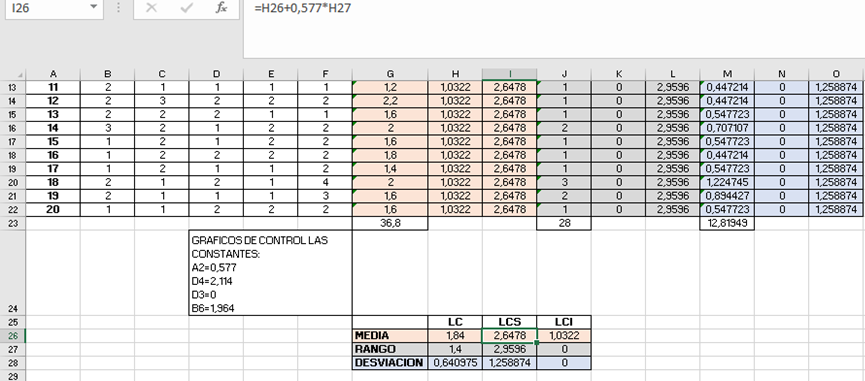 I26 fx =H26+0,577*H27
A B C D E F G H I J K L M N O
13 11 2 1 1 1 1 1,2 1,0322 2,6478 1 0 2,9596 0,447214 0 1,258874
14 12 2 3 2 2 2 2,2 1,0322 2,6478 1 0 2,9596 0,447214 0 1,258874
15 13 2 2 2 1 1 1,6 1,0322 2,6478 1 0 2,9596 0,547723 0 1,258874
16 14 3 2 1 2 2 2 1,0322 2,6478 2 0 2,9596 0,707107 0 1,258874
17 15 1 2 1 2 2 1,6 1,0322 2,6478 1 0 2,9596 0,547723 0 1,258874
18 16 1 2 2 2 2 1,8 1,0322 2,6478 1 0 2,9596 0,447214 0 1,258874
19 17 1 2 1 1 2 1,4 1,0322 2,6478 1 0 2,9596 0,547723 0 1,258874
20 18 2 1 2 1 4 2 1,0322 2,6478 3 0 2,9596 1,224745 0 1,258874
21 19 2 1 1 1 3 1,6 1,0322 2,6478 2 0 2,9596 0,894427 0 1,258874
22 20 1 1 2 2 2 1,6 1,0322 2,6478 1 0 2,9596 0,547723 0 1,258874
23 36,8 28 12,81949
GRAFICOS DE CONTROL LAS
CONSTANTES:
A2=0,577
D4=2,114
D3=0
24 B6=1,964
25 LC LCS LCI
26 MEDIA 1,84 2,6478 1,0322
27 RANGO 1,4 2,9596 0
28 DESVIACION 0,640975 1,258874 0
29